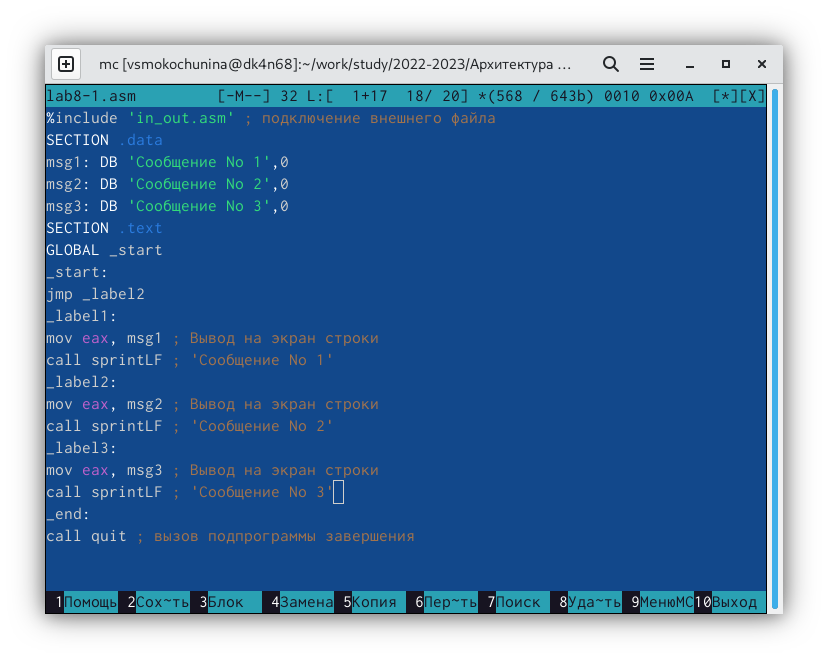 mc [vsmokochunina@dk4n68]:~/work/study/2022-2023/Архитектура ...
lab8-1.asm [-M--] 32 L:[ 1+17 18/ 20] *(568 / 643b) 0010 0x00A [*][X]
%include 'in_out.asm' ; подключение внешнего файла
SECTION .data
msg1: DB 'Сообщение No 1',0
msg2: DB 'Сообщение No 2',0
msg3: DB 'Сообщение No 3',0
SECTION .text
GLOBAL _start
_start:
jmp _label2
_label1:
mov eax, msg1 ; Вывод на экран строки
call sprintLF ; 'Сообщение No 1'
_label2:
mov eax, msg2 ; Вывод на экран строки
call sprintLF ; 'Сообщение No 2'
_label3:
mov eax, msg3 ; Вывод на экран строки
call sprintLF ; 'Сообщение No 3'
_end:
call quit ; вызов подпрограммы завершения
1Помощь 2Сох~ть 3Блок 4Замена 5Копия 6Пер~ть 7Поиск 8Уда~ть 9МенюMC 10Выход